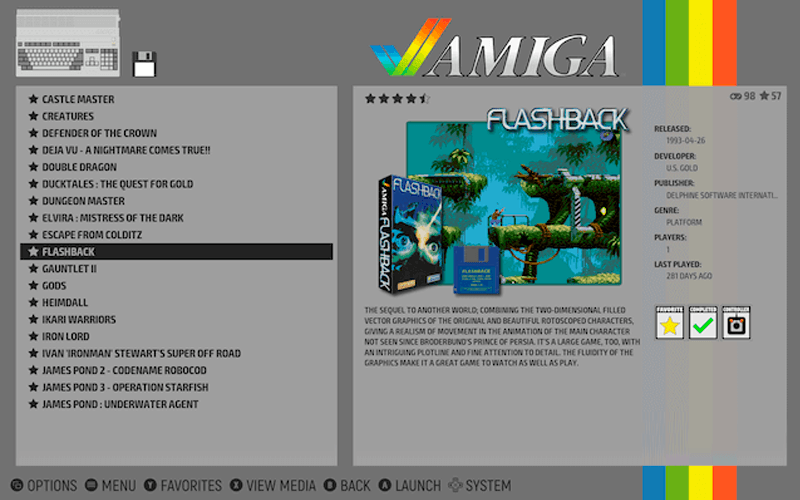 AMIGA
CASTLE MASTER
CREATURES
DEFENDER OF THE CROWN
DEJA VU - A NIGHTMARE COMES TRUE!!
DOUBLE DRAGON
DUCKTALES : THE QUEST FOR GOLD
DUNGEON MASTER
ELVIRA : MISTRESS OF THE DARK
ESCAPE FROM COLDITZ
FLASHBACK
GAUNTLET II
GODS
HEIMDALL
IKARI WARRIORS
IRON LORD
IVAN 'IRONMAN' STEWART'S SUPER OFF ROAD
JAMES POND 2 - CODENAME ROBOCOD
JAMES POND 3 - OPERATION STARFISH
JAMES POND : UNDERWATER AGENT
98 57
FLASHBACK
FLASHBACK
AMIGA
FLASHBACK
FLASHBACK
RELEASED:
1993-04-26
DEVELOPER:
U.S. GOLD
PUBLISHER:
DELPHINE SOFTWARE INTERNATI...
GENRE:
PLATFORM
PLAYERS:
1
LAST PLAYED:
281 DAYS AGO
FAVORITE COMPLETED CONTROLLER
THE SEQUEL TO ANOTHER WORLD; COMBINING THE TWO-DIMENSIONAL FILLED
VECTOR GRAPHICS OF THE ORIGINAL AND BEAUTIFUL ROTOSCOPED CHARACTERS,
GIVING A REALISM OF MOVEMENT IN THE ANIMATION OF THE MAIN CHARACTER
NOT SEEN SINCE BRODERBUND'S PRINCE OF PERSIA. IT'S A LARGE GAME, TOO, WITH
AN INTRIGUING PLOTLINE AND FINE ATTENTION TO DETAIL. THE FLUIDITY OF THE
GRAPHICS MAKE IT A GREAT GAME TO WATCH AS WELL AS PLAY.
OPTIONS MENU Y FAVORITES X VIEW MEDIA B BACK A LAUNCH SYSTEM